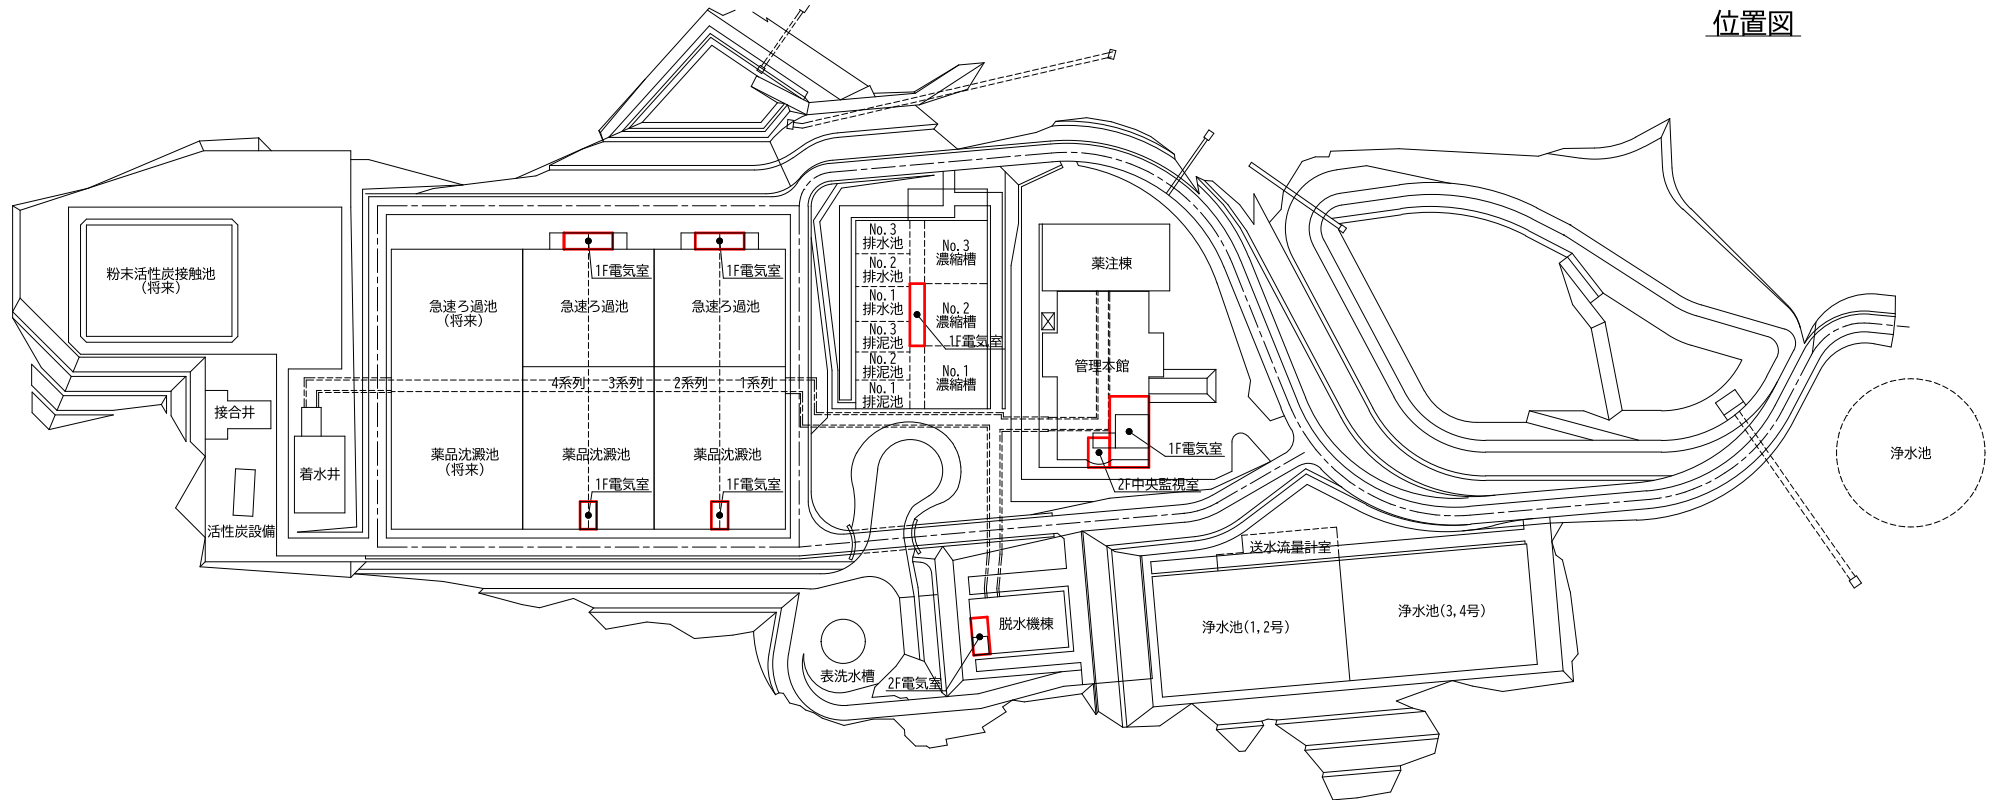 位置図
粉末活性炭接触池
(将来)
接合井
着水井
活性炭設備
急速ろ過池
(将来)
急速ろ過池
急速ろ過池
1F電気室
1F電気室
4系列
3系列
2系列
1系列
薬品沈澱池
(将来)
薬品沈澱池
薬品沈澱池
1F電気室
1F電気室
No.3
排水池
No.2
排水池
No.1
排水池
No.3
排泥池
No.2
排泥池
No.1
排泥池
No.3
濃縮槽
No.2
濃縮槽
1F電気室
No.1
濃縮槽
薬注棟
管理本館
1F電気室
2F中央監視室
送水流量計室
浄水池(1,2号)
浄水池(3,4号)
脱水機棟
2F電気室
表洗水槽
浄水池